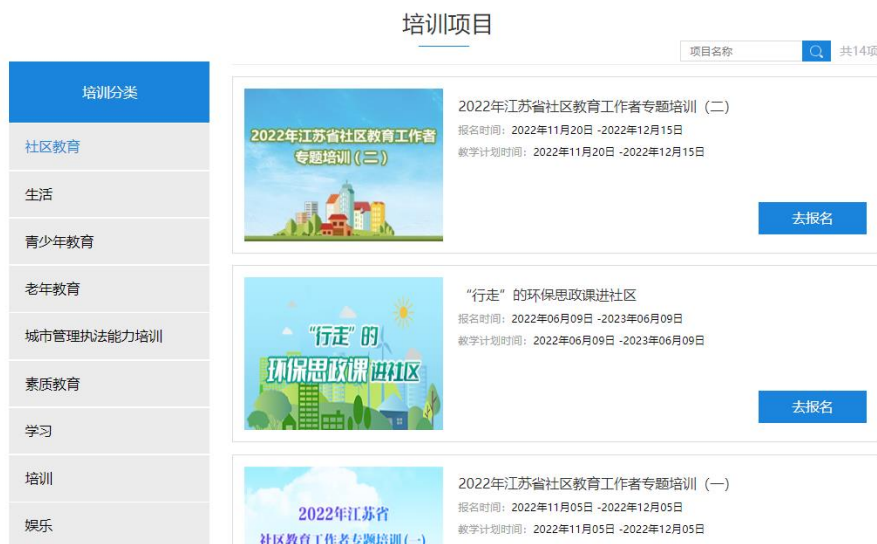 培训项目
项目名称
共14项
培训分类
社区教育
生活
青少年教育
老年教育
城市管理执法能力培训
素质教育
学习
培训
娱乐
2022年江苏省社区教育工作者
专题培训(二)
2022年江苏省社区教育工作者专题培训（二）
报名时间：2022年11月20日 -2022年12月15日
教学计划时间：2022年11月20日 -2022年12月15日
去报名
“行走”的
环保思政课进社区
“行走”的环保思政课进社区
报名时间：2022年06月09日 -2023年06月09日
教学计划时间：2022年06月09日 -2023年06月09日
去报名
2022年江苏省
社区教育工作者专题培训(一)
2022年江苏省社区教育工作者专题培训（一）
报名时间：2022年11月05日 -2022年12月05日
教学计划时间：2022年11月05日 -2022年12月05日